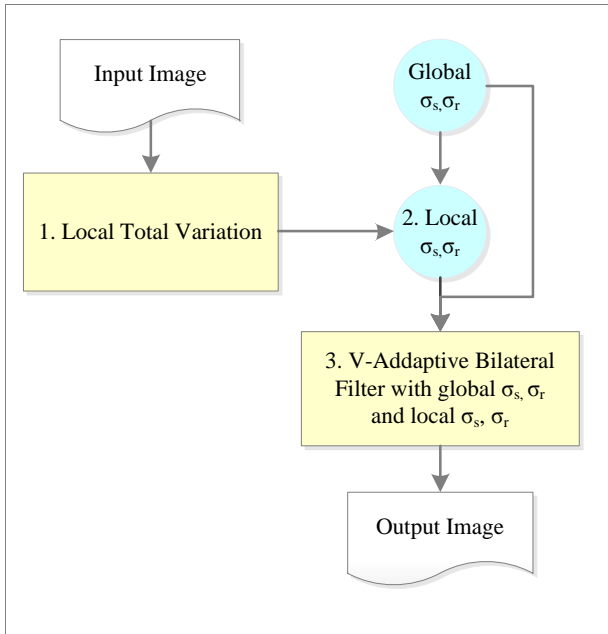 Input Image
Global
σs,σr
1. Local Total Variation
2. Local
σs,σr
3. V-Addaptive Bilateral
Filter with global σs, σr
and local σs, σr
Output Image